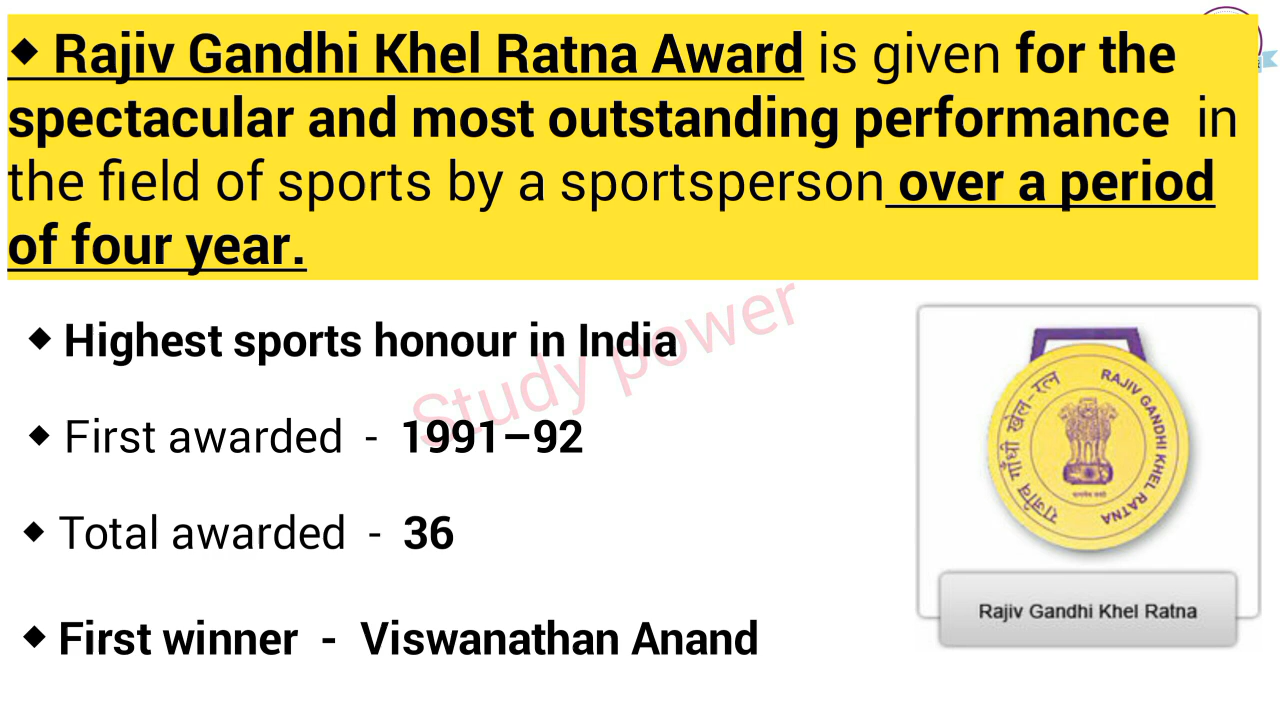 ◆ Rajiv Gandhi Khel Ratna Award is given for the
spectacular and most outstanding performance in
the field of sports by a sportsperson over a period
of four year.
◆ Highest sports honour in India
◆ First awarded - 1991–92
◆ Total awarded - 36
◆ First winner - Viswanathan Anand
Study power
राजीव गाँधी खेल-रत्न
RAJIV GANDHI KHEL RATNA
Rajiv Gandhi Khel Ratna